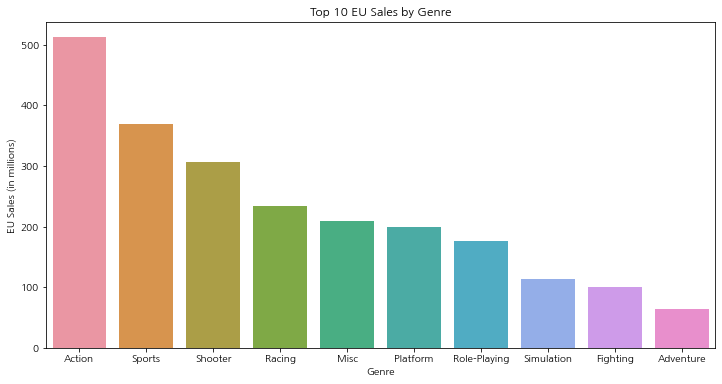 Top 10 EU Sales by Genre
EU Sales (in millions)
500
400
300
200
100
0
Action Sports Shooter Racing Misc Platform Role-Playing Simulation Fighting Adventure
Genre